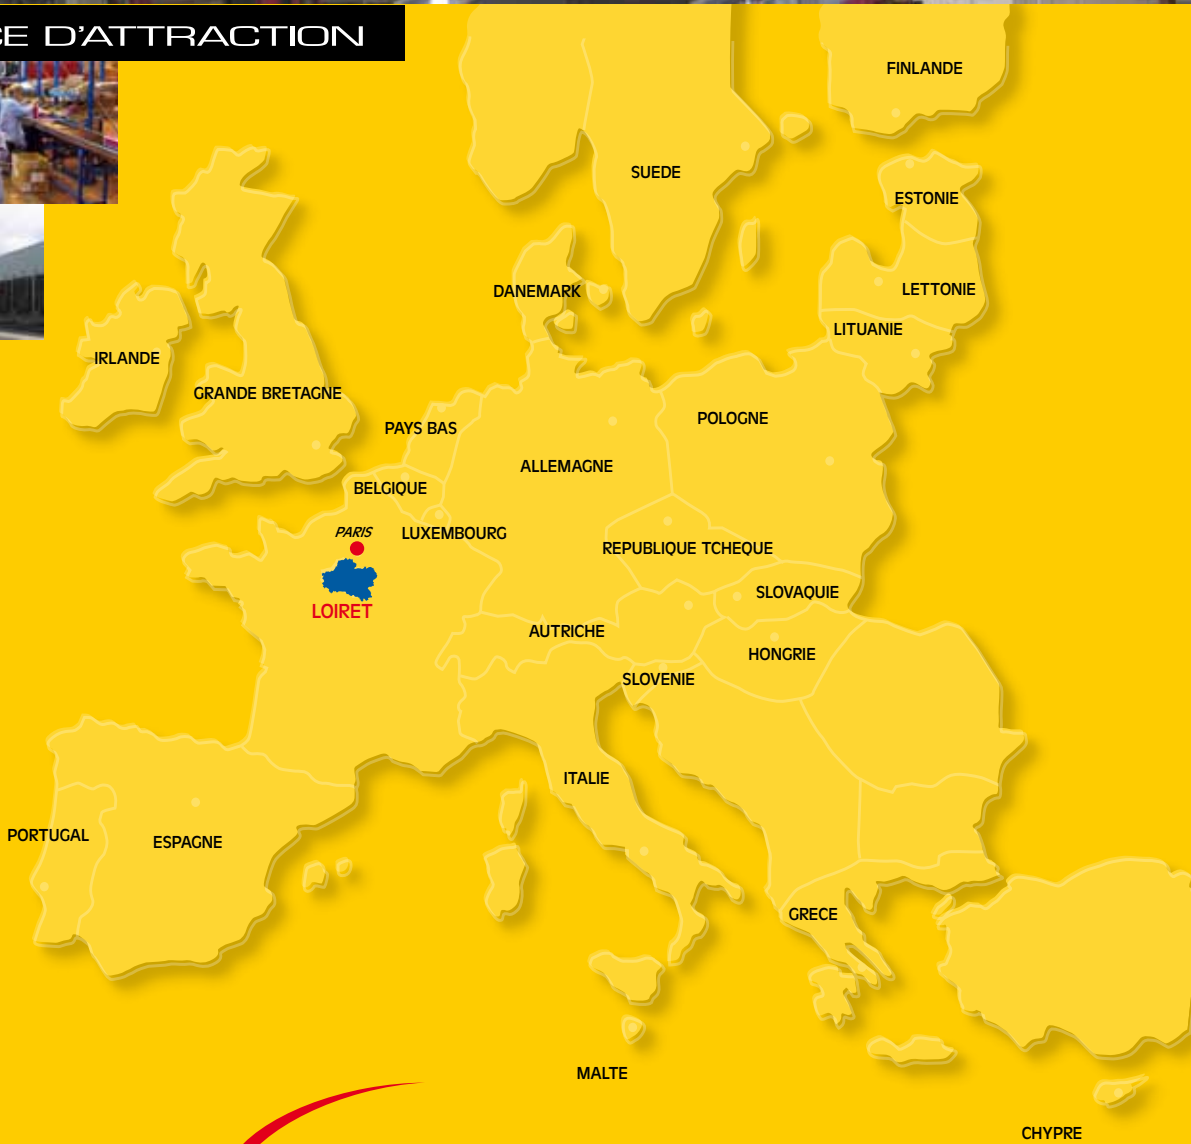 D'ATTRACTION
FINLANDE
SUEDE
ESTONIE
DANEMARK
LETTONIE
LITUANIE
IRLANDE
GRANDE BRETAGNE
PAYS BAS
POLOGNE
ALLEMAGNE
BELGIQUE
PARIS
LUXEMBOURG
REPUBLIQUE TCHEQUE
SLOVAQUIE
LOIRET
AUTRICHE
HONGRIE
SLOVENIE
ITALIE
PORTUGAL
ESPAGNE
GRECE
MALTE
CHYPRE